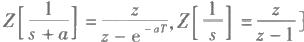 Z[1/(s+a)] = z/(z-e^{-aT}), Z[1/s] = z/(z-1)}